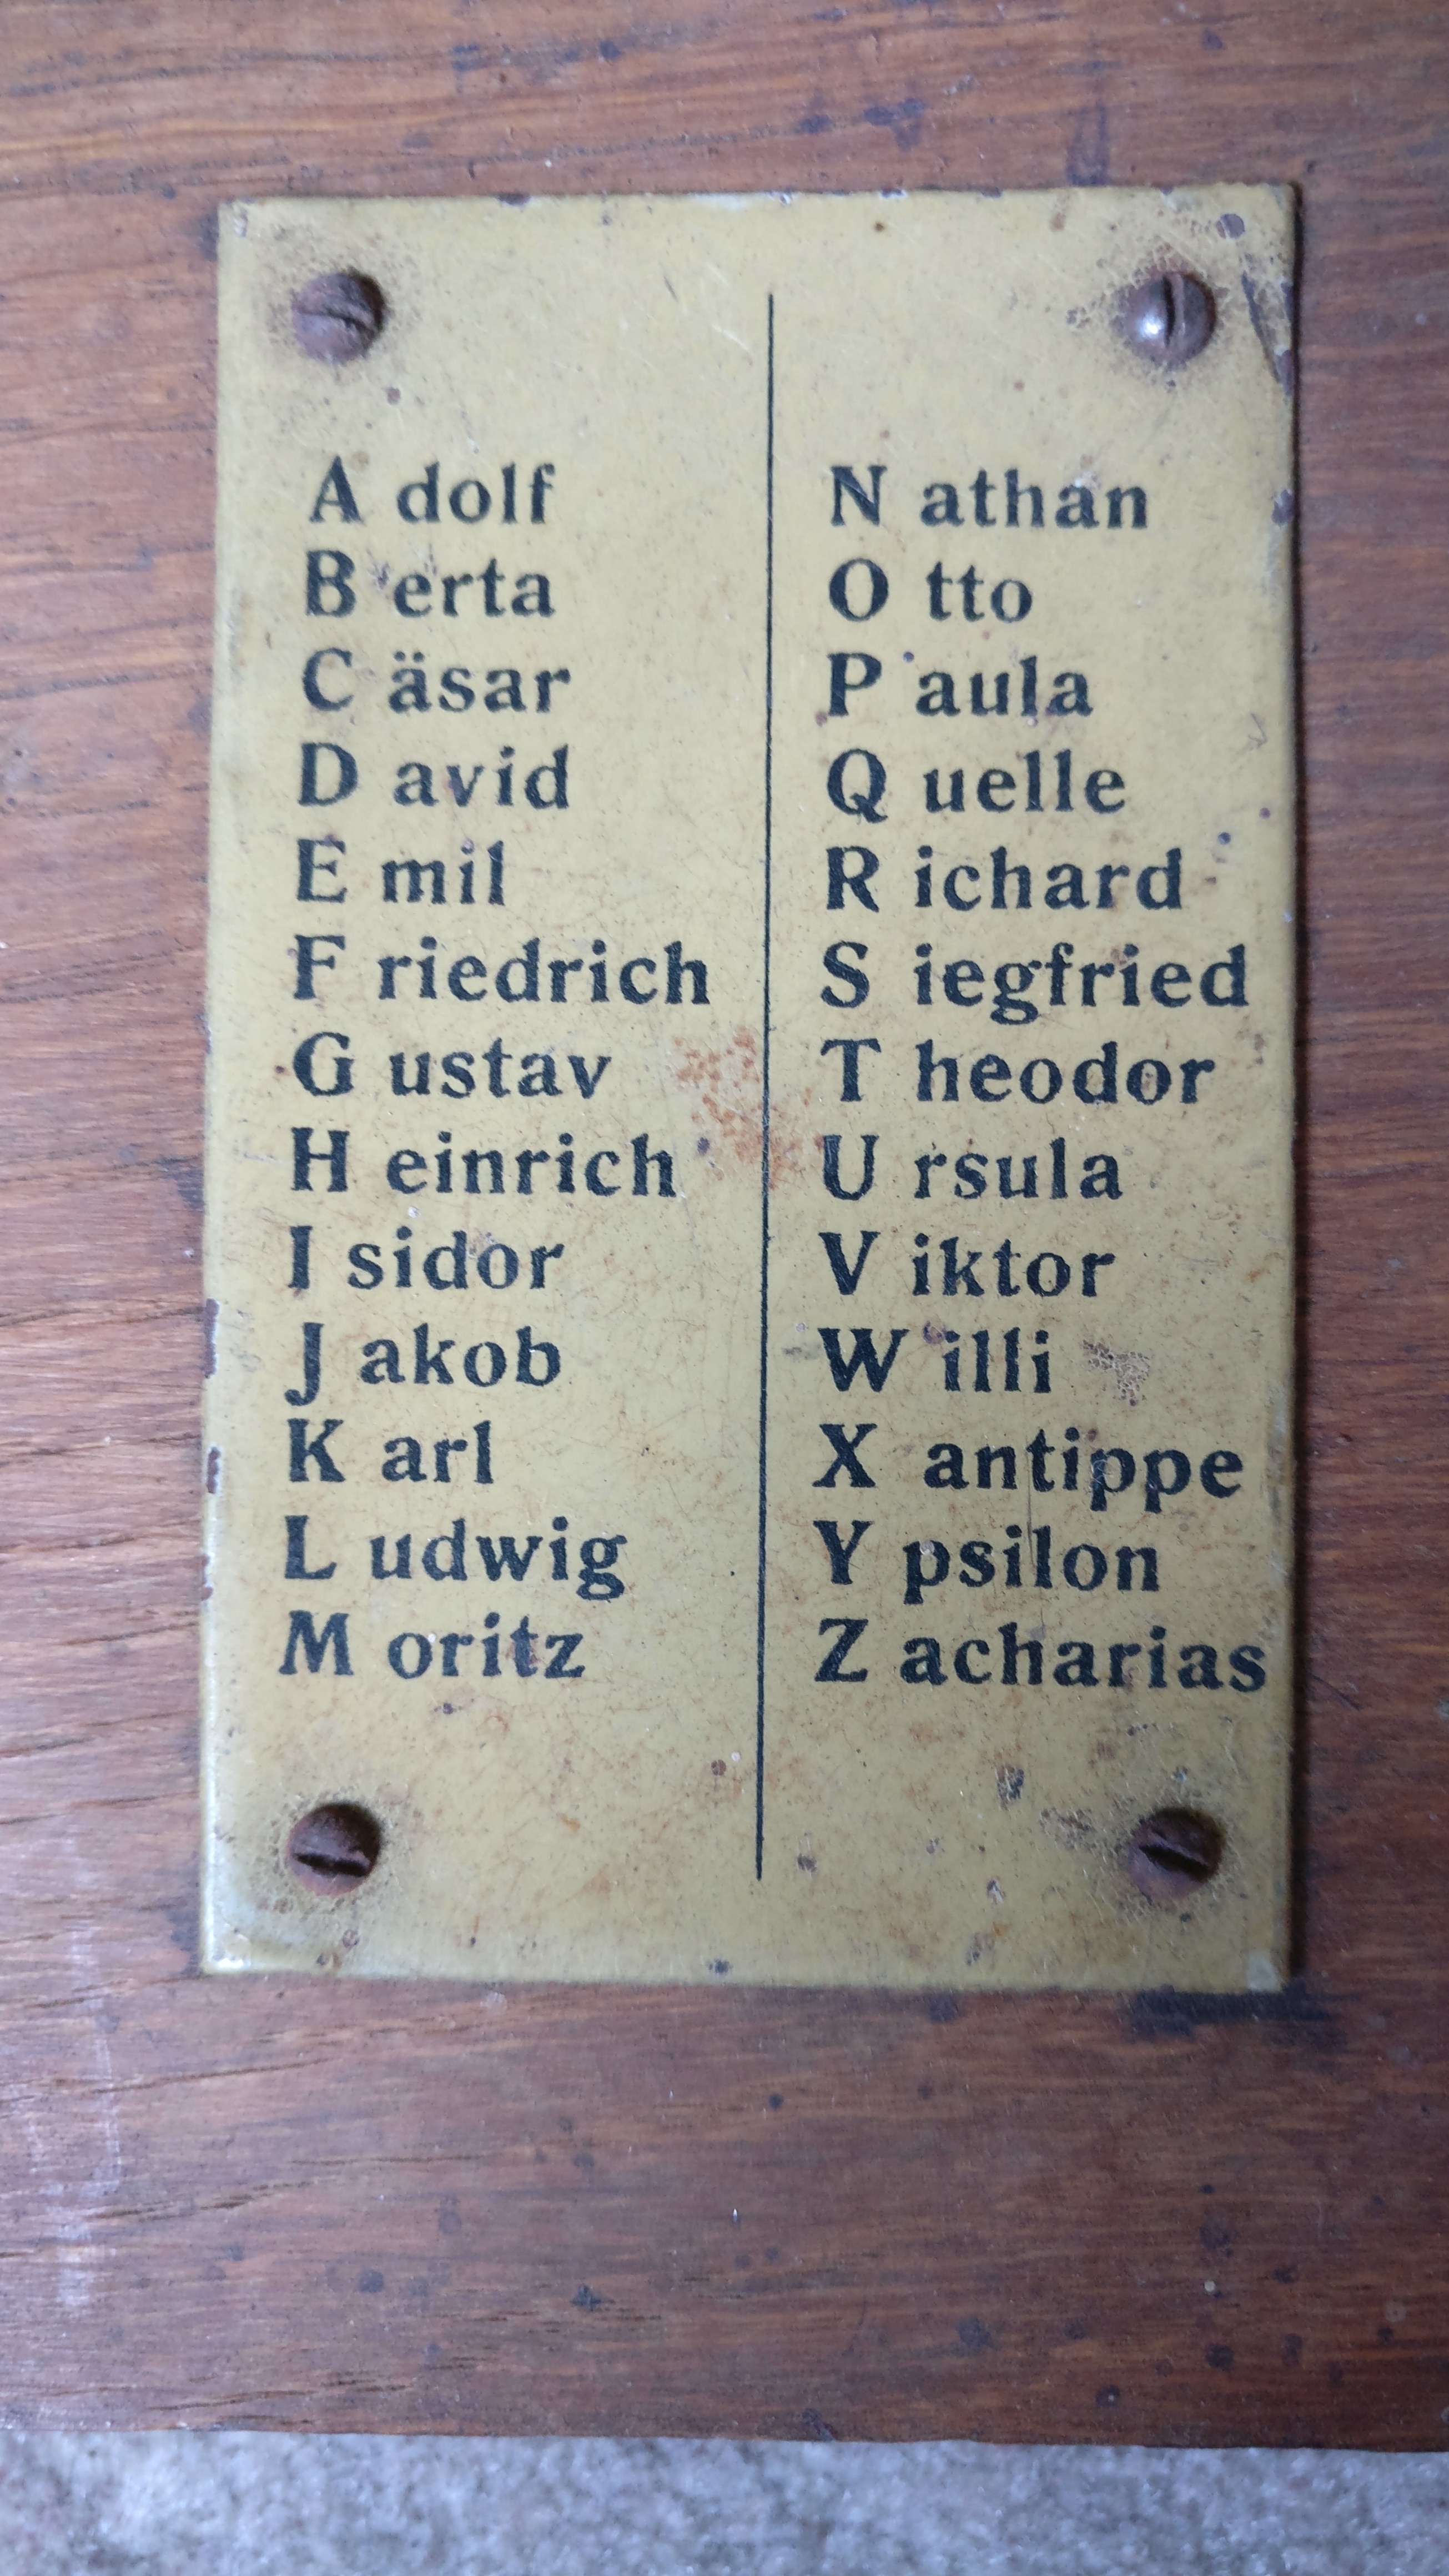 A dolf
B erta
C äsar
D avid
E mil
F riedrich
G ustav
H einrich
I sidor
J akob
K arl
L udwig
M oritz
N athan
O tto
P aula
Q uelle
R ichard
S iegfried
T heodor
U rsula
V iktor
W illi
X antippe
Y psilon
Z acharias